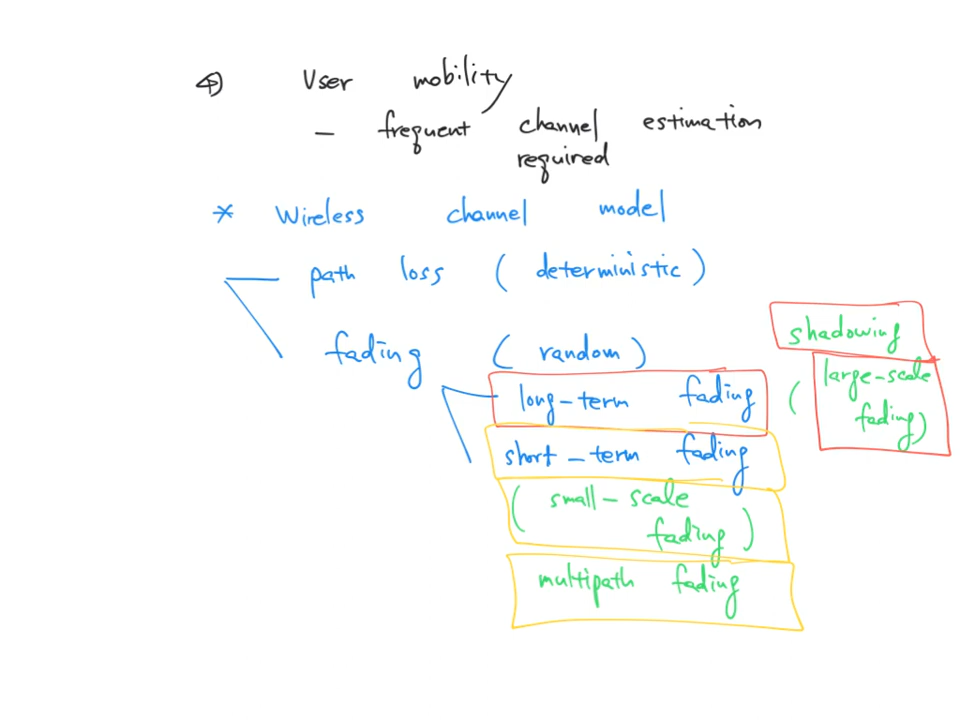 ④ User mobility
- frequent channel estimation
required
* Wireless channel model
path loss (deterministic)
fading (random)
long-term fading
shadowing
(large-scale
fading)
short-term fading
(small-scale
fading)
multipath fading